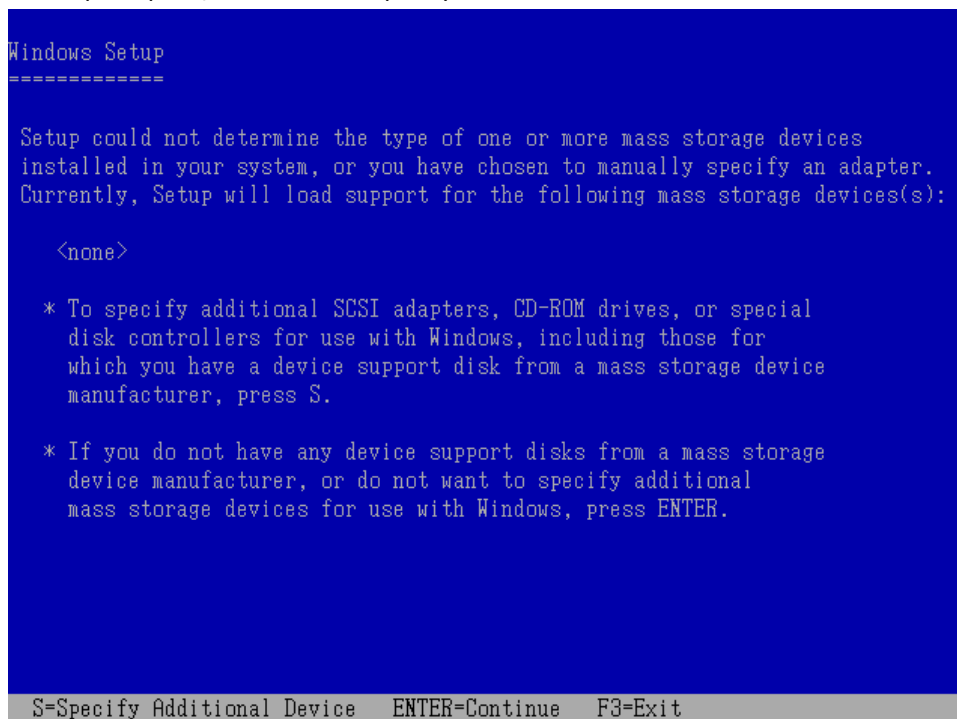 Windows Setup
=============
Setup could not determine the type of one or more mass storage devices
installed in your system, or you have chosen to manually specify an adapter.
Currently, Setup will load support for the following mass storage devices(s):
<none>
* To specify additional SCSI adapters, CD-ROM drives, or special
disk controllers for use with Windows, including those for
which you have a device support disk from a mass storage device
manufacturer, press S.
* If you do not have any device support disks from a mass storage
device manufacturer, or do not want to specify additional
mass storage devices for use with Windows, press ENTER.
S=Specify Additional Device ENTER=Continue F3=Exit